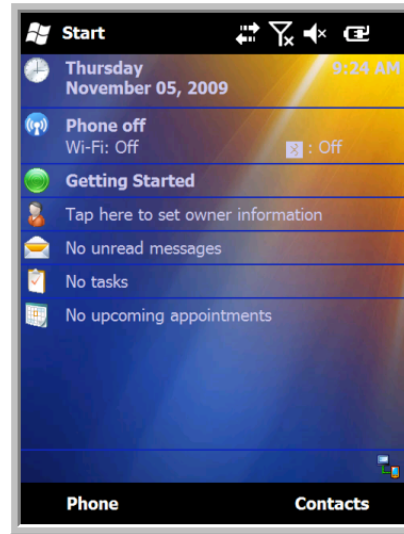 Start
Thursday 9:24 AM
November 05, 2009
Phone off
Wi-Fi: Off : Off
Getting Started
Tap here to set owner information
No unread messages
No tasks
No upcoming appointments
Phone Contacts